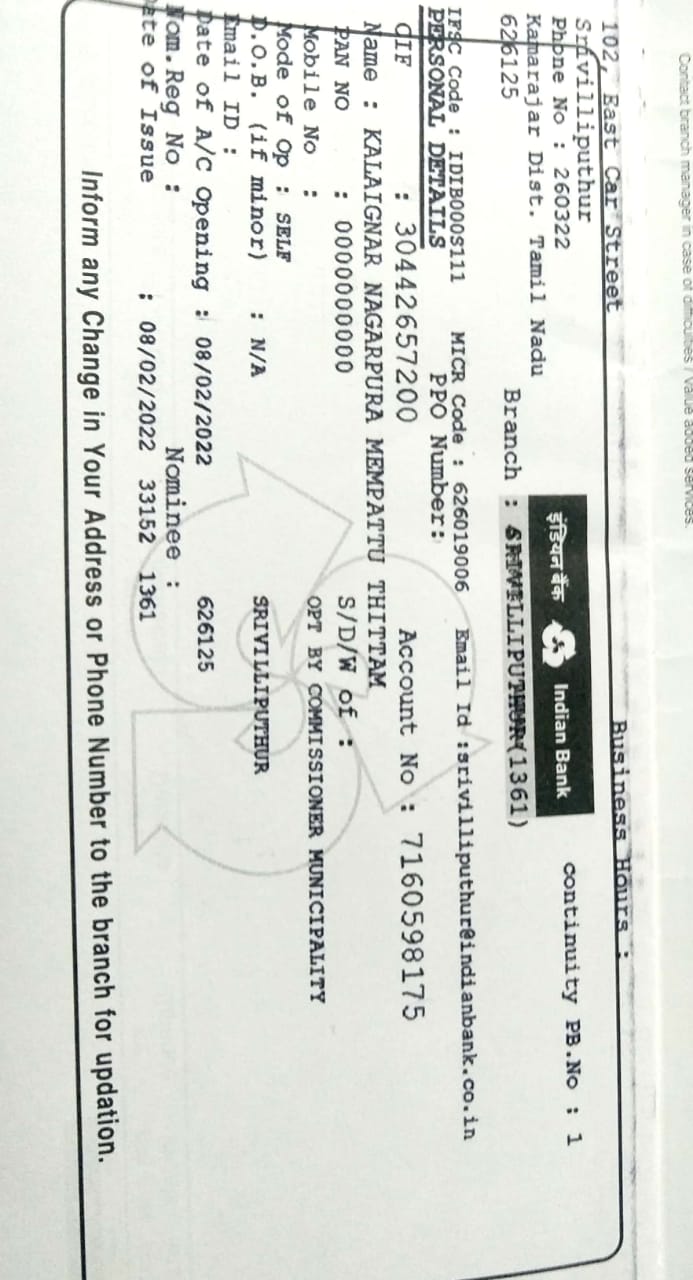 Contact branch manager in case of difficulties / Value added services.
Business Hours :
102, East Car Street
Srivilliputhur
Phone No : 260322
continuity PB.No : 1
Kamarajar Dist. Tamil Nadu
626125
इंडियन बैंक Indian Bank
Branch : SRIVILLIPUTHUR(1361)
IFSC Code : IDIB000S111 MICR Code : 626019006 Email Id :srivilliputhur@indianbank.co.in
PERSONAL DETAILS PPO Number:
CIF : 30442657200 Account No : 7160598175
Name : KALAIGNAR NAGARPURA MEMPATTU THITTAM
PAN NO : 0000000000 S/D/W of :
Mobile No : OPT BY COMMISSIONER MUNICIPALITY
Mode of Op : SELF
D.O.B. (if minor) : N/A SRIVILLIPUTHUR
Email ID :
Date of A/C Opening : 08/02/2022 626125
Nom.Reg No : Nominee :
ate of Issue : 08/02/2022 33152 1361
Inform any Change in Your Address or Phone Number to the branch for updation.